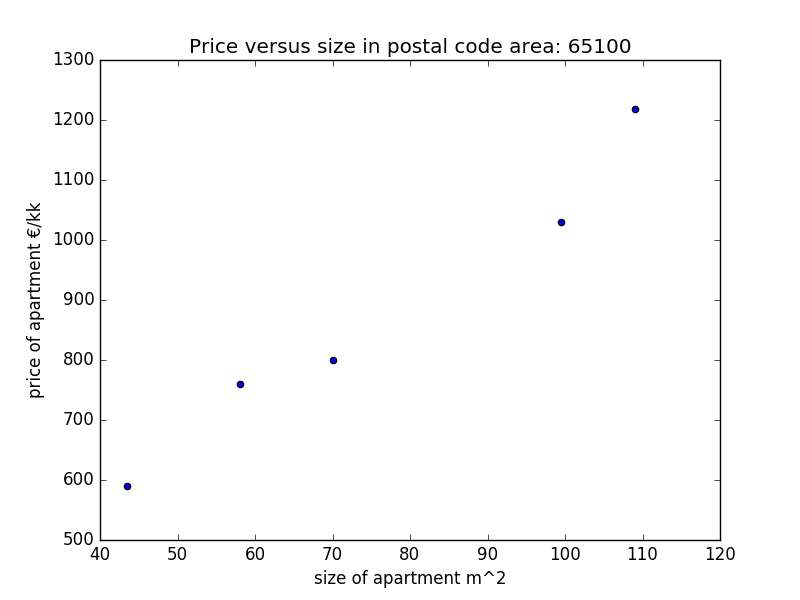 Price versus size in postal code area: 65100
1300
1200
1100
1000
900
800
700
600
500
price of apartment €/kk
40 50 60 70 80 90 100 110 120
size of apartment m^2